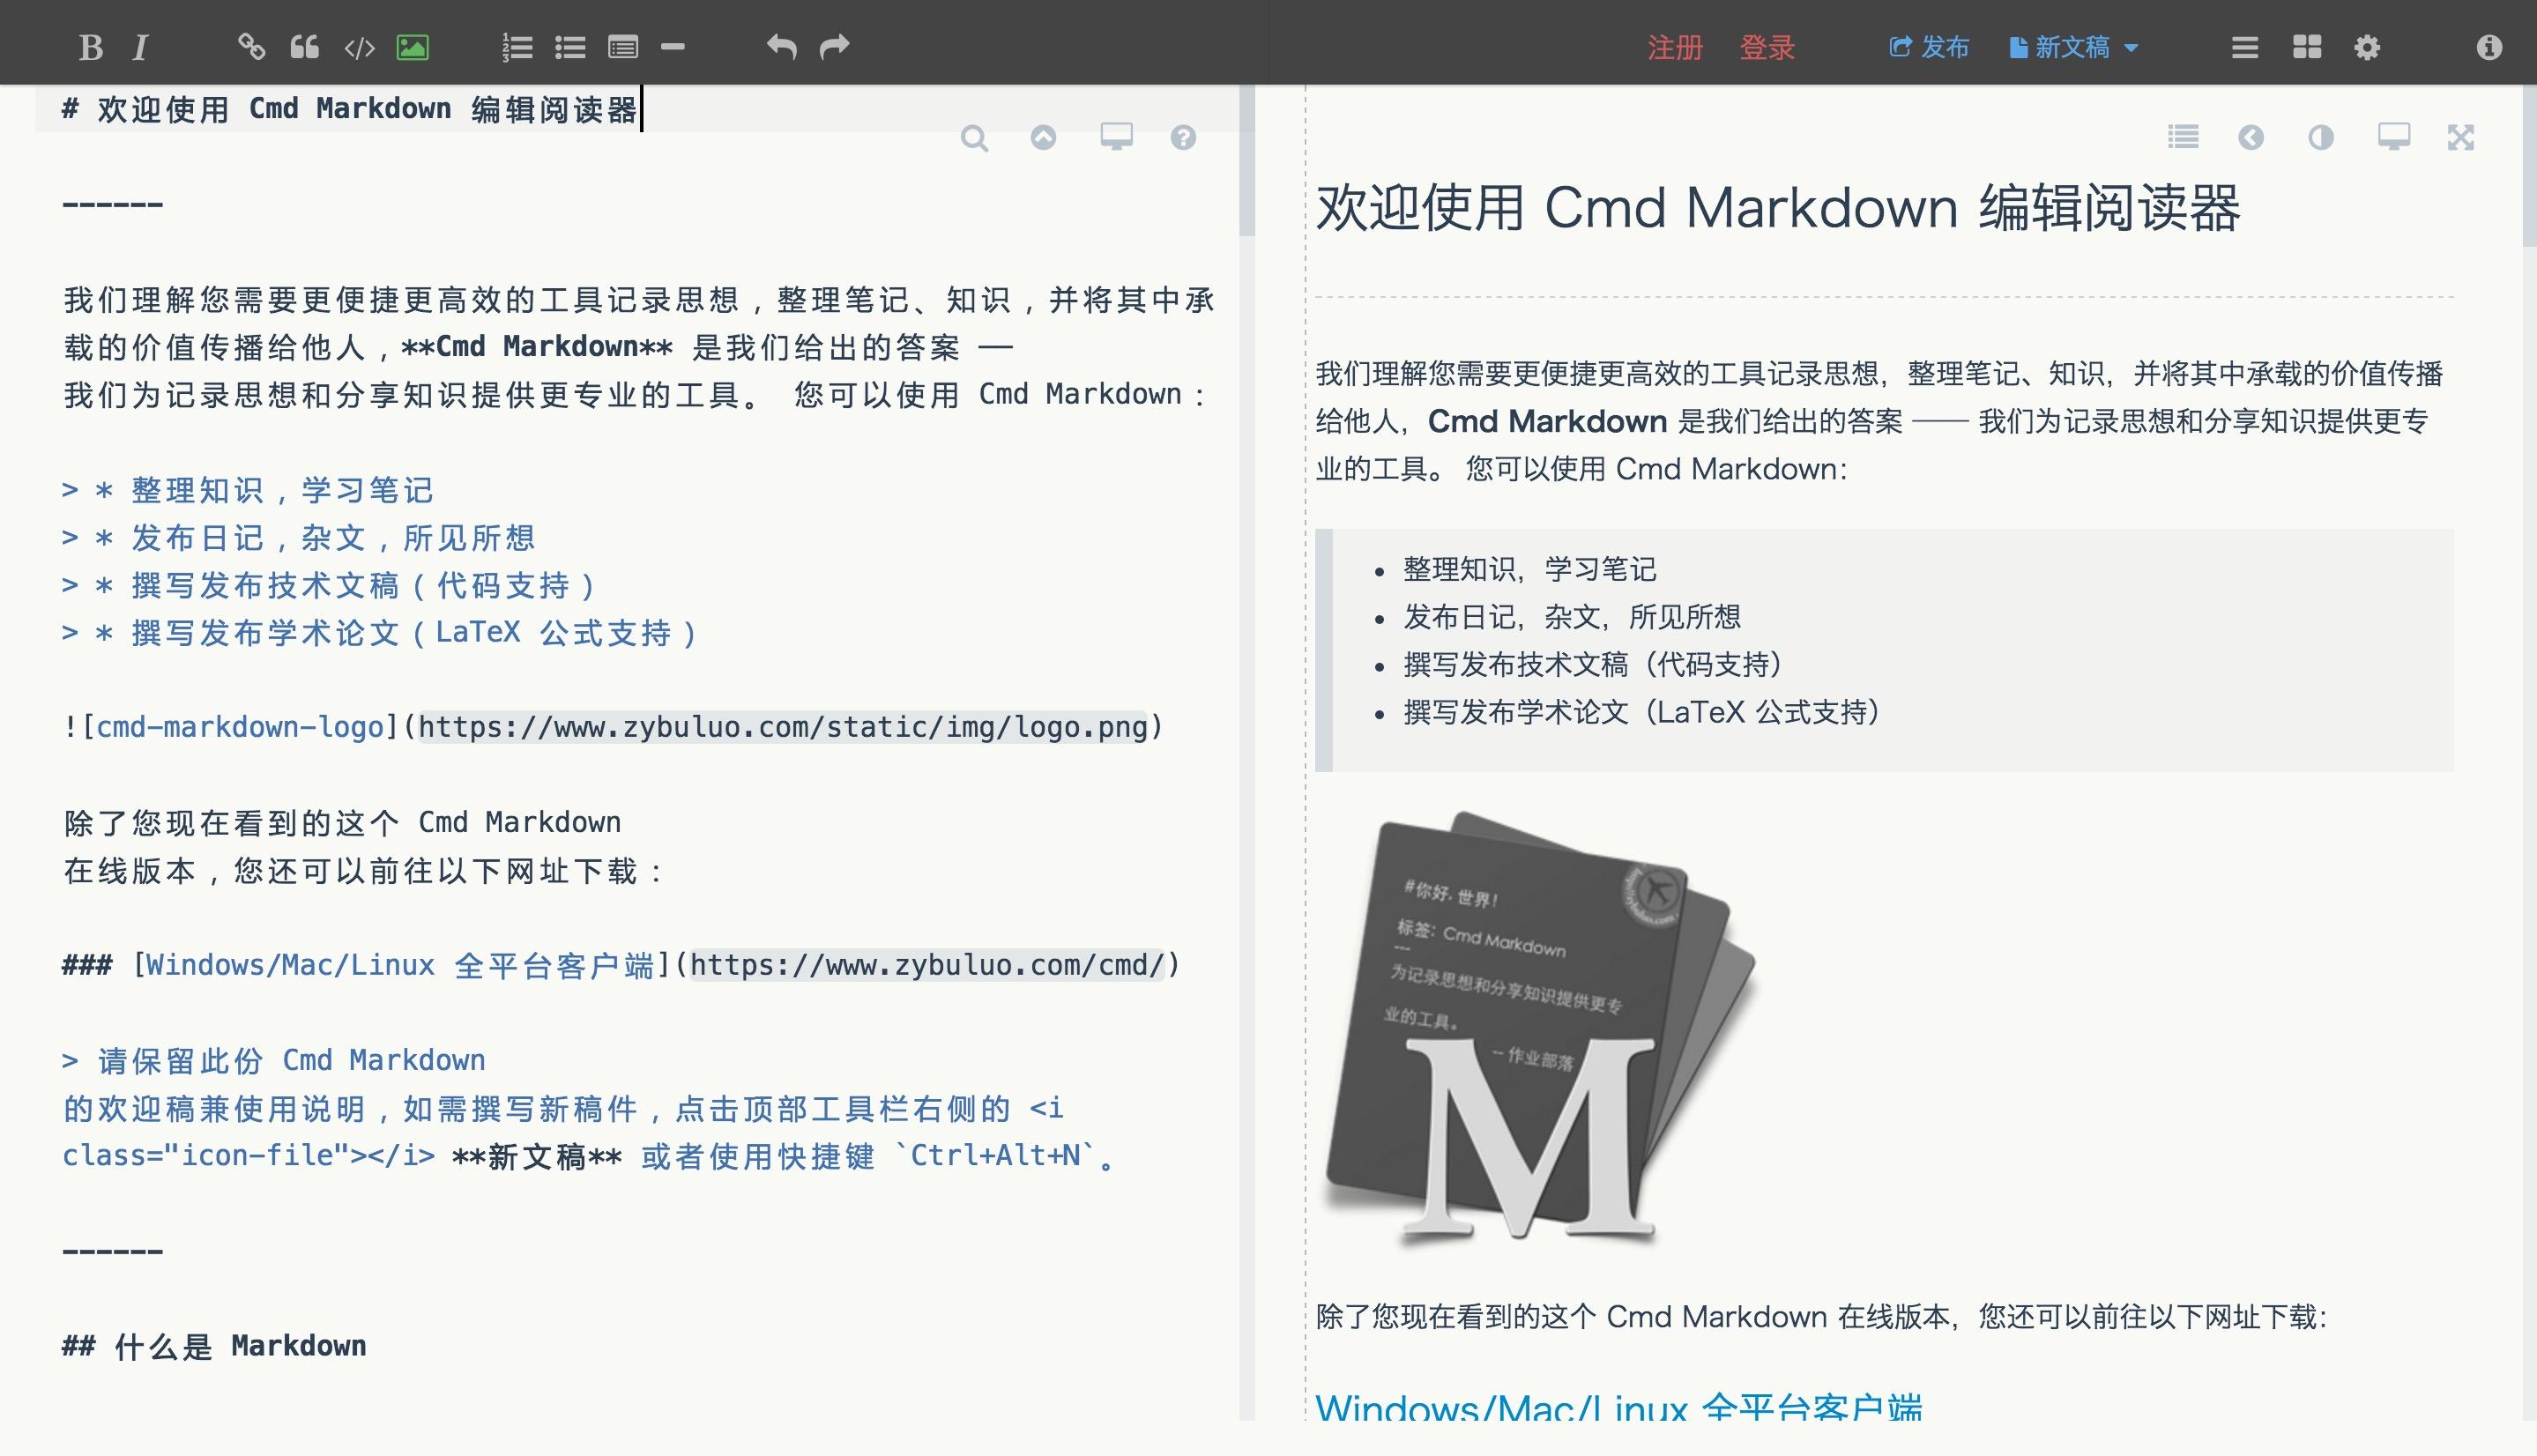 B I
注册 登录 发布 新文稿
# 欢迎使用 Cmd Markdown 编辑阅读器
------
我们理解您需要更便捷更高效的工具记录思想，整理笔记、知识，并将其中承
载的价值传播给他人，**Cmd Markdown** 是我们给出的答案 ——
我们为记录思想和分享知识提供更专业的工具。 您可以使用 Cmd Markdown：
> * 整理知识，学习笔记
> * 发布日记，杂文，所见所想
> * 撰写发布技术文稿（代码支持）
> * 撰写发布学术论文（LaTeX 公式支持）
![cmd-markdown-logo](https://www.zybuluo.com/static/img/logo.png)
除了您现在看到的这个 Cmd Markdown
在线版本，您还可以前往以下网址下载：
### [Windows/Mac/Linux 全平台客户端](https://www.zybuluo.com/cmd/)
> 请保留此份 Cmd Markdown
的欢迎稿兼使用说明，如需撰写新稿件，点击顶部工具栏右侧的 <i
class="icon-file"></i> **新文稿** 或者使用快捷键 `Ctrl+Alt+N`。
------
## 什么是 Markdown
欢迎使用 Cmd Markdown 编辑阅读器
我们理解您需要更便捷更高效的工具记录思想，整理笔记、知识，并将其中承载的价值传播
给他人，Cmd Markdown 是我们给出的答案 —— 我们为记录思想和分享知识提供更专
业的工具。 您可以使用 Cmd Markdown：
• 整理知识，学习笔记
• 发布日记，杂文，所见所想
• 撰写发布技术文稿（代码支持）
• 撰写发布学术论文（LaTeX 公式支持）
#你好, 世界!
标签: Cmd Markdown
---
为记录思想和分享知识提供更专
业的工具。
-- 作业部落
M
除了您现在看到的这个 Cmd Markdown 在线版本，您还可以前往以下网址下载：
Windows/Mac/Linux 全平台客户端